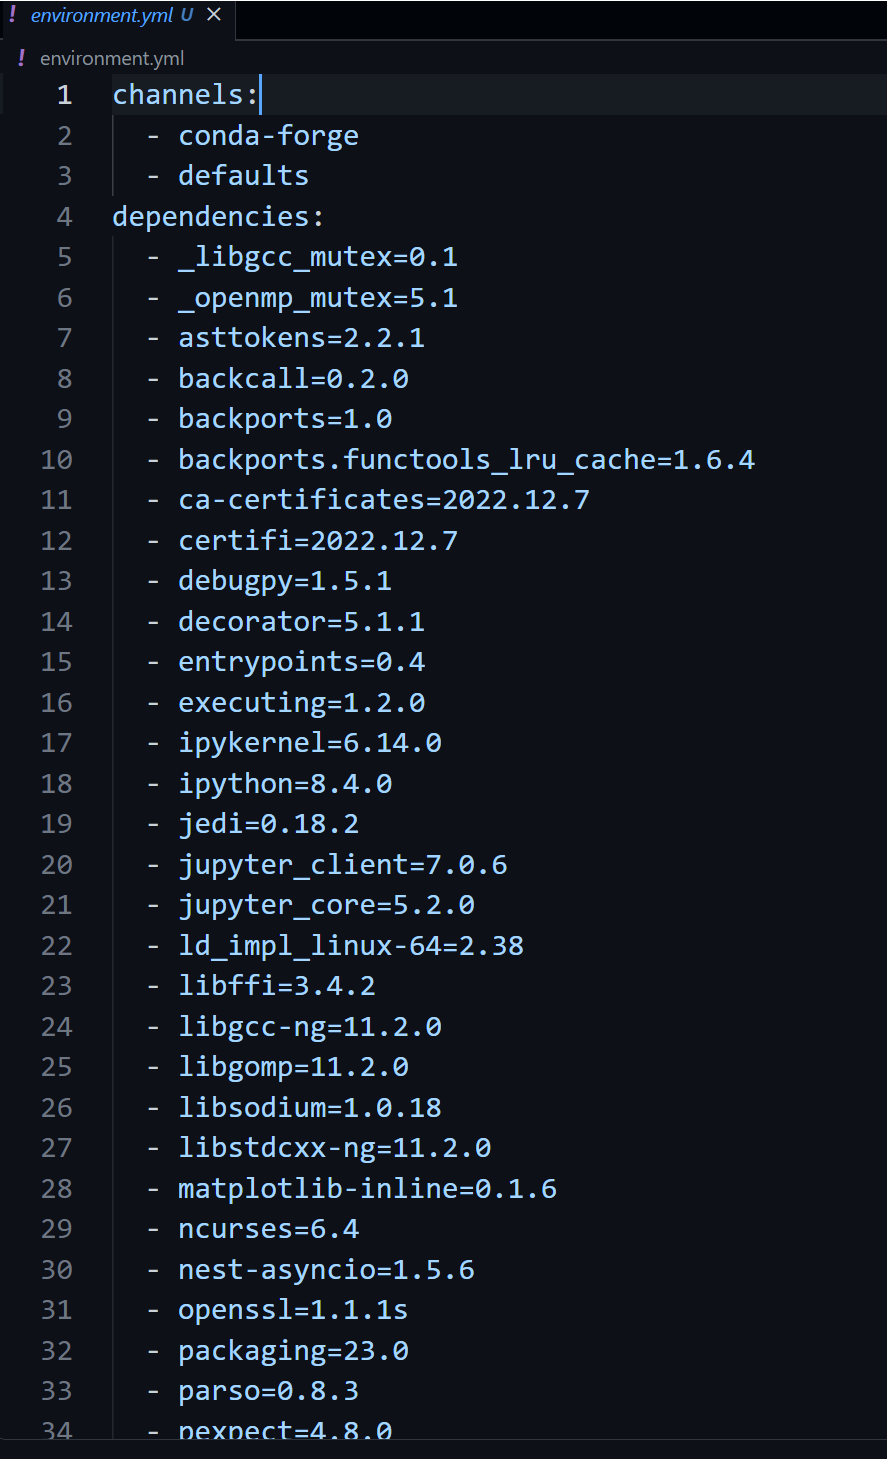 ! environment.yml U ×
! environment.yml
1 channels:
2 - conda-forge
3 - defaults
4 dependencies:
5 - _libgcc_mutex=0.1
6 - _openmp_mutex=5.1
7 - asttokens=2.2.1
8 - backcall=0.2.0
9 - backports=1.0
10 - backports.functools_lru_cache=1.6.4
11 - ca-certificates=2022.12.7
12 - certifi=2022.12.7
13 - debugpy=1.5.1
14 - decorator=5.1.1
15 - entrypoints=0.4
16 - executing=1.2.0
17 - ipykernel=6.14.0
18 - ipython=8.4.0
19 - jedi=0.18.2
20 - jupyter_client=7.0.6
21 - jupyter_core=5.2.0
22 - ld_impl_linux-64=2.38
23 - libffi=3.4.2
24 - libgcc-ng=11.2.0
25 - libgomp=11.2.0
26 - libsodium=1.0.18
27 - libstdcxx-ng=11.2.0
28 - matplotlib-inline=0.1.6
29 - ncurses=6.4
30 - nest-asyncio=1.5.6
31 - openssl=1.1.1s
32 - packaging=23.0
33 - parso=0.8.3
34 - pexpect=4.8.0